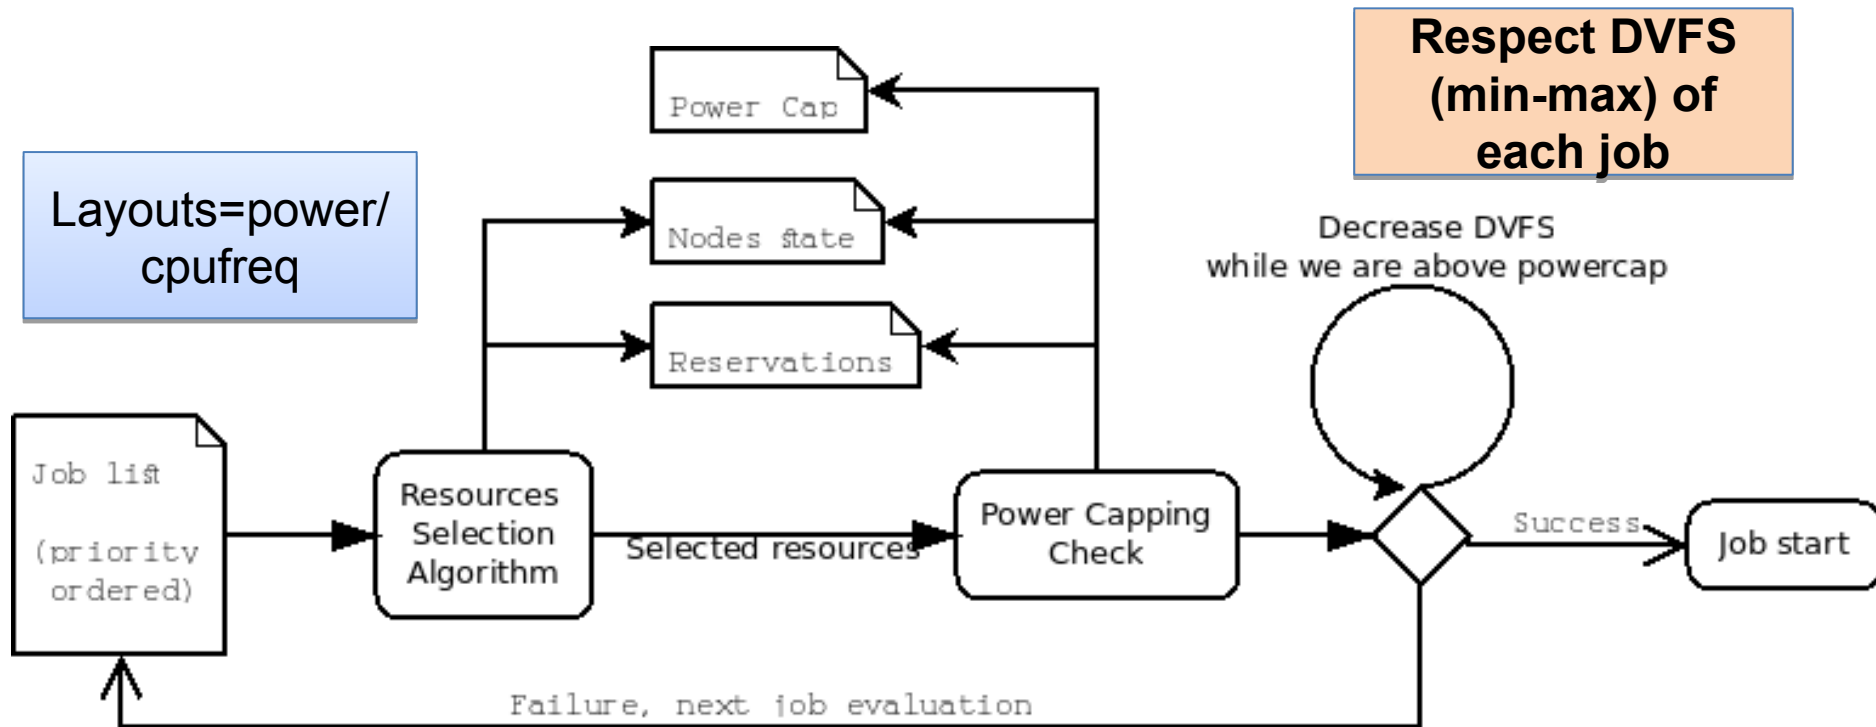 Respect DVFS
(min-max) of
each job
Power Cap
Layouts=power/
cpufreq
Nodes state
Decrease DVFS
while we are above powercap
Reservations
Job list
(priority
ordered)
Resources
Selection
Algorithm
Selected resources
Power Capping
Check
Success
Job start
Failure, next job evaluation